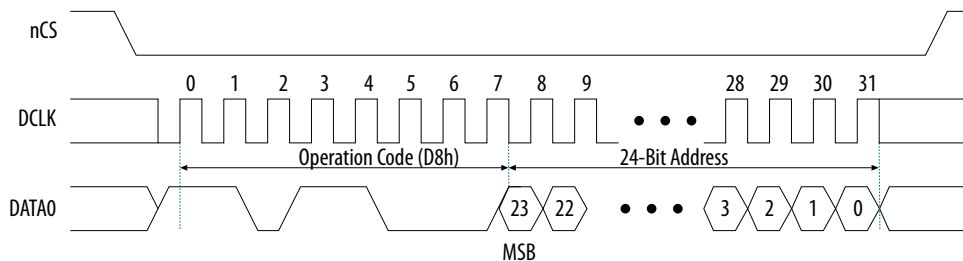 nCS
0 1 2 3 4 5 6 7 8 9 28 29 30 31
DCLK
Operation Code (D8h) 24-Bit Address
DATA0 23 22 3 2 1 0
MSB